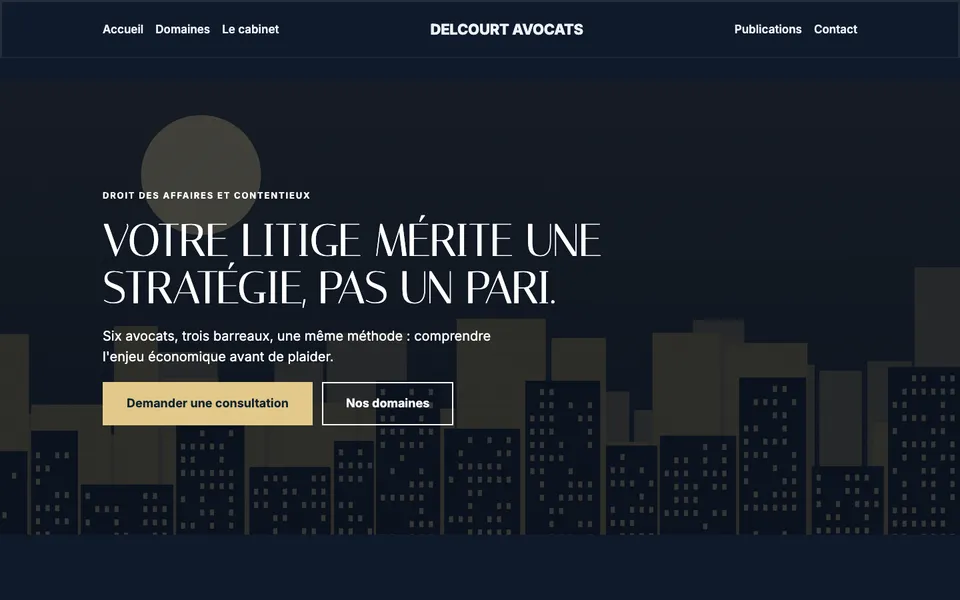 Accueil Domaines Le cabinet DELCOURT AVOCATS Publications Contact
DROIT DES AFFAIRES ET CONTENTIEUX
VOTRE LITIGE MÉRITE UNE
STRATÉGIE, PAS UN PARI.
Six avocats, trois barreaux, une même méthode : comprendre
l'enjeu économique avant de plaider.
Demander une consultation Nos domaines